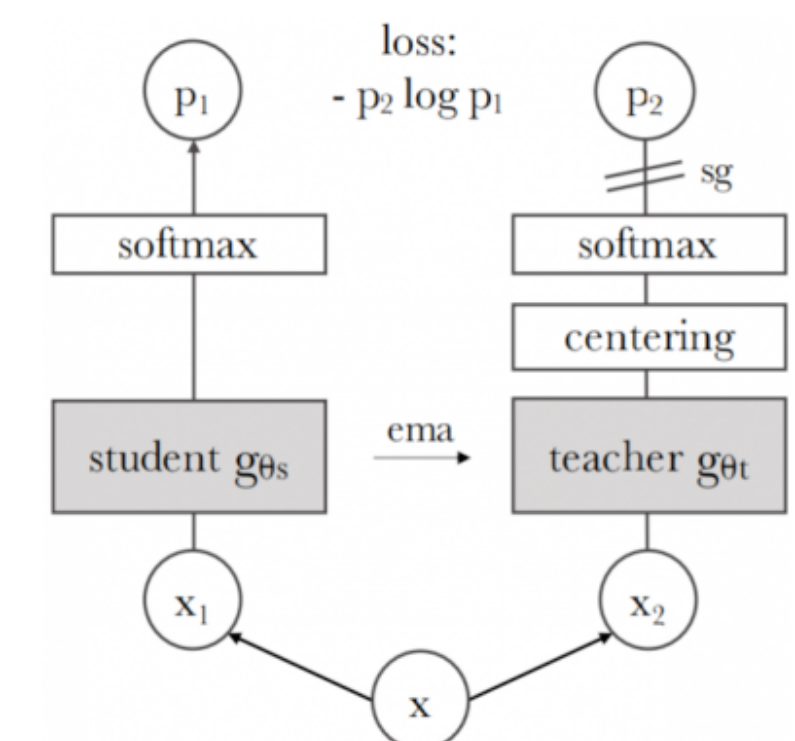 loss:
- p₂ log p₁
p₁
p₂
sg
softmax
softmax
centering
student gθs
ema
teacher gθt
x₁
x₂
x